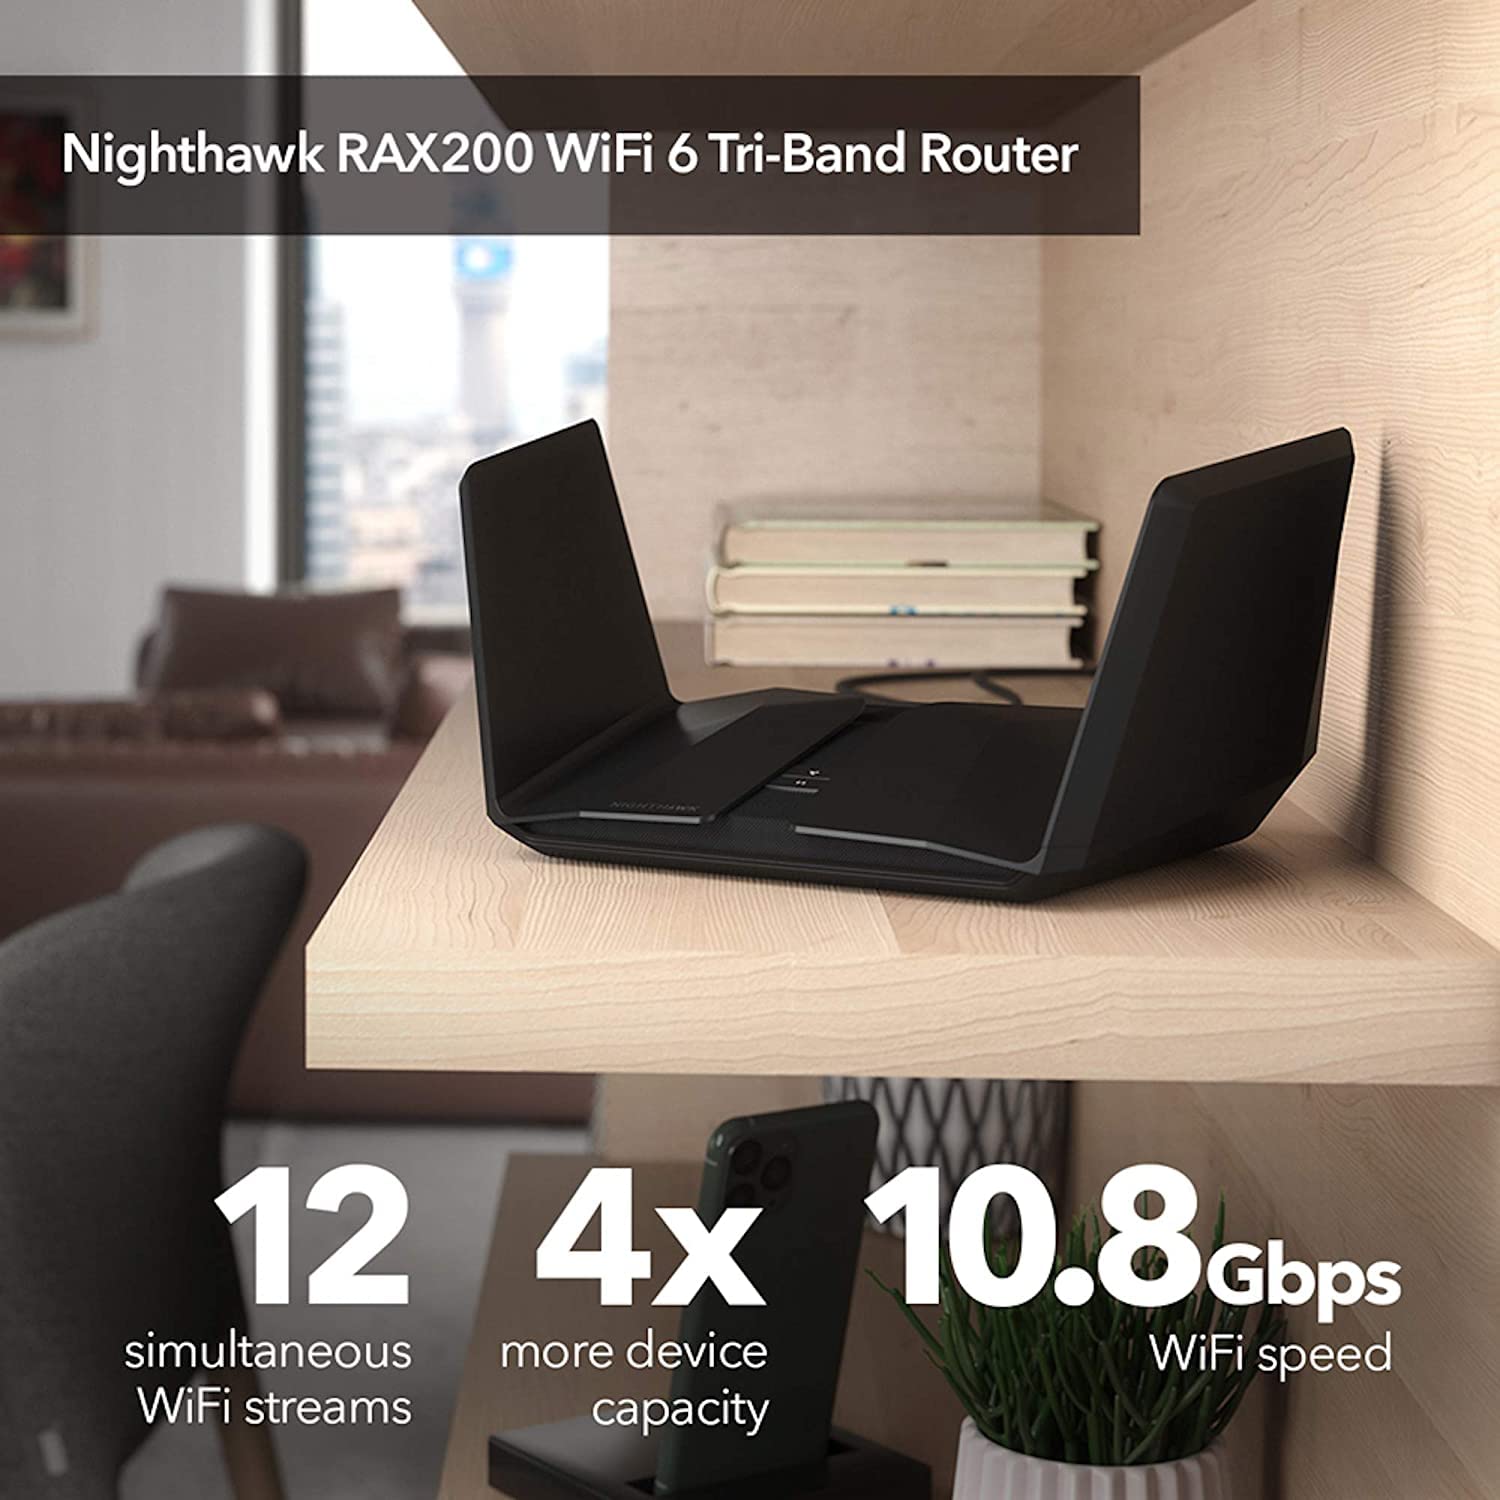 Nighthawk RAX200 WiFi 6 Tri-Band Router
NIGHTHAWK
12
simultaneous
WiFi streams
4x
more device
capacity
10.8Gbps
WiFi speed